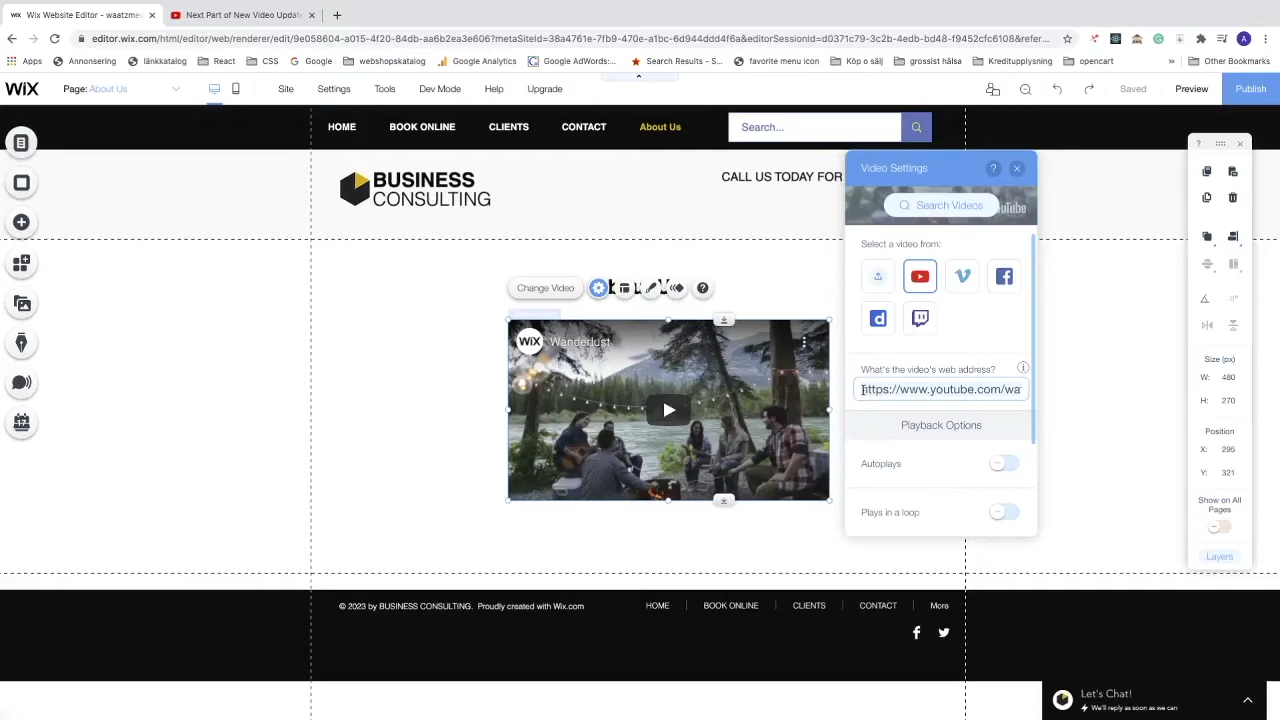 Wix Website Editor - waatzme
Next Part of New Video Updat
editor.wix.com/html/editor/web/renderer/edit/9e058604-a015-4f20-84db-aa6b2ea3e606?metaSiteId=38a4761e-7fb9-470e-a1bc-6d944ddd4f6a&editorSessionId=d0371c79-3c2b-4edb-bd48-f9452cfc6108&refer...
Apps Annonsering länkkatalog React CSS Google webshopskatalog Google Analytics Google AdWords:... Search Results - S... favorite menu icon Köp o sälj grossist hälsa Kreditupplysning opencart » Other Bookmarks
WiX Page: About Us Site Settings Tools Dev Mode Help Upgrade Saved Preview Publish
HOME BOOK ONLINE CLIENTS CONTACT About Us Search...
Video Settings ?
CALL US TODAY FOR
BUSINESS
CONSULTING
Search Videos
Select a video from:
Change Video
WiX Wanderlust
What's the video's web address?
https://www.youtube.com/wa
Playback Options
Autoplays
Plays in a loop
?
Size (px)
W: 480
H: 270
Position
X: 295
Y: 321
Show on All
Pages
Layers
© 2023 by BUSINESS CONSULTING. Proudly created with Wix.com
HOME BOOK ONLINE CLIENTS CONTACT More
Let's Chat!
We'll reply as soon as we can